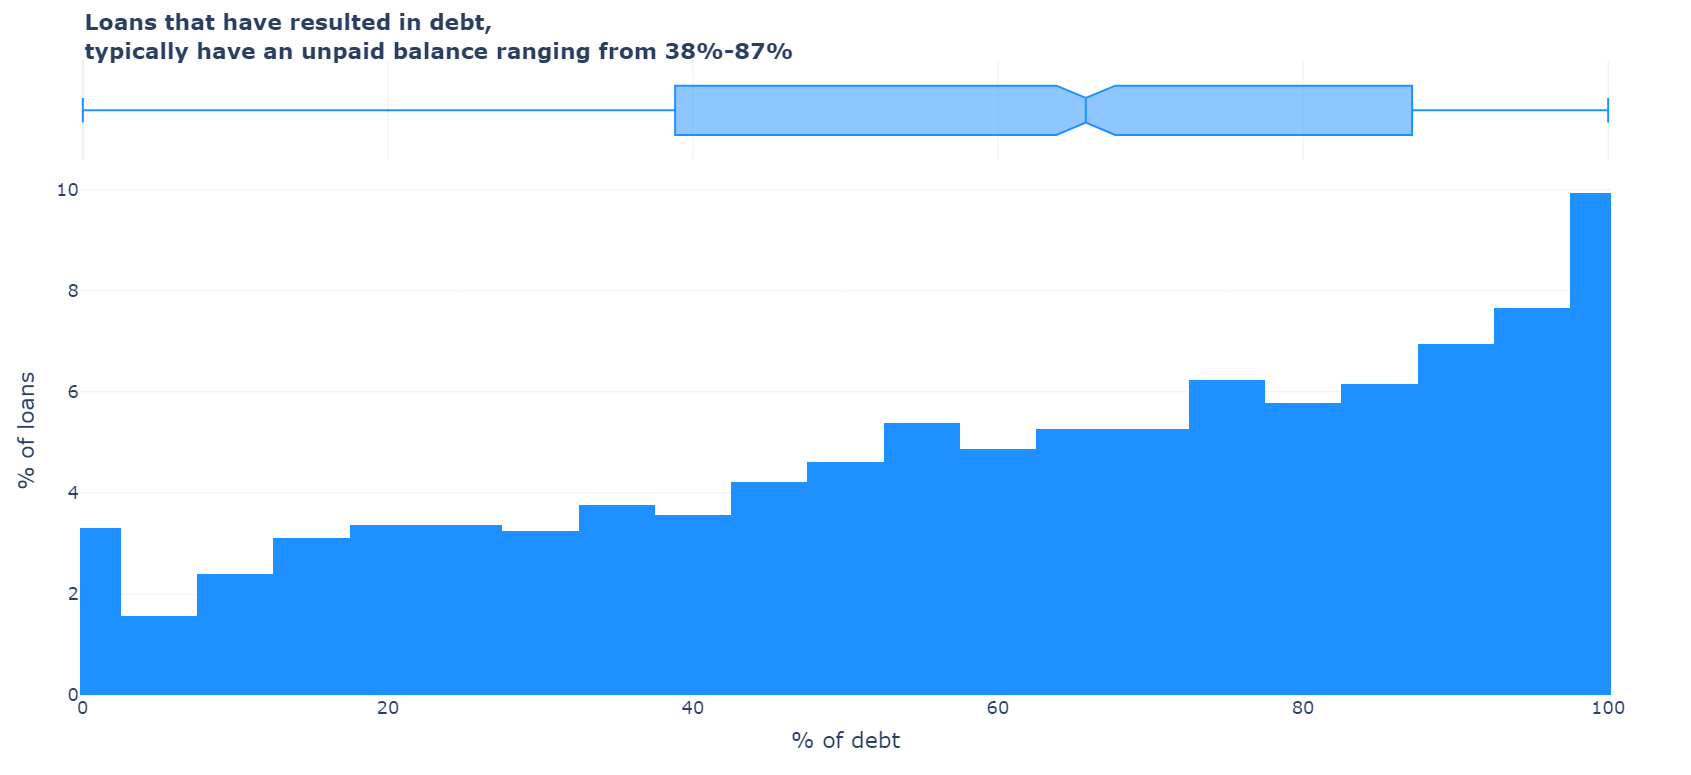 Loans that have resulted in debt,
typically have an unpaid balance ranging from 38%-87%
10
8
6
4
2
0
% of loans
0 20 40 60 80 100
% of debt